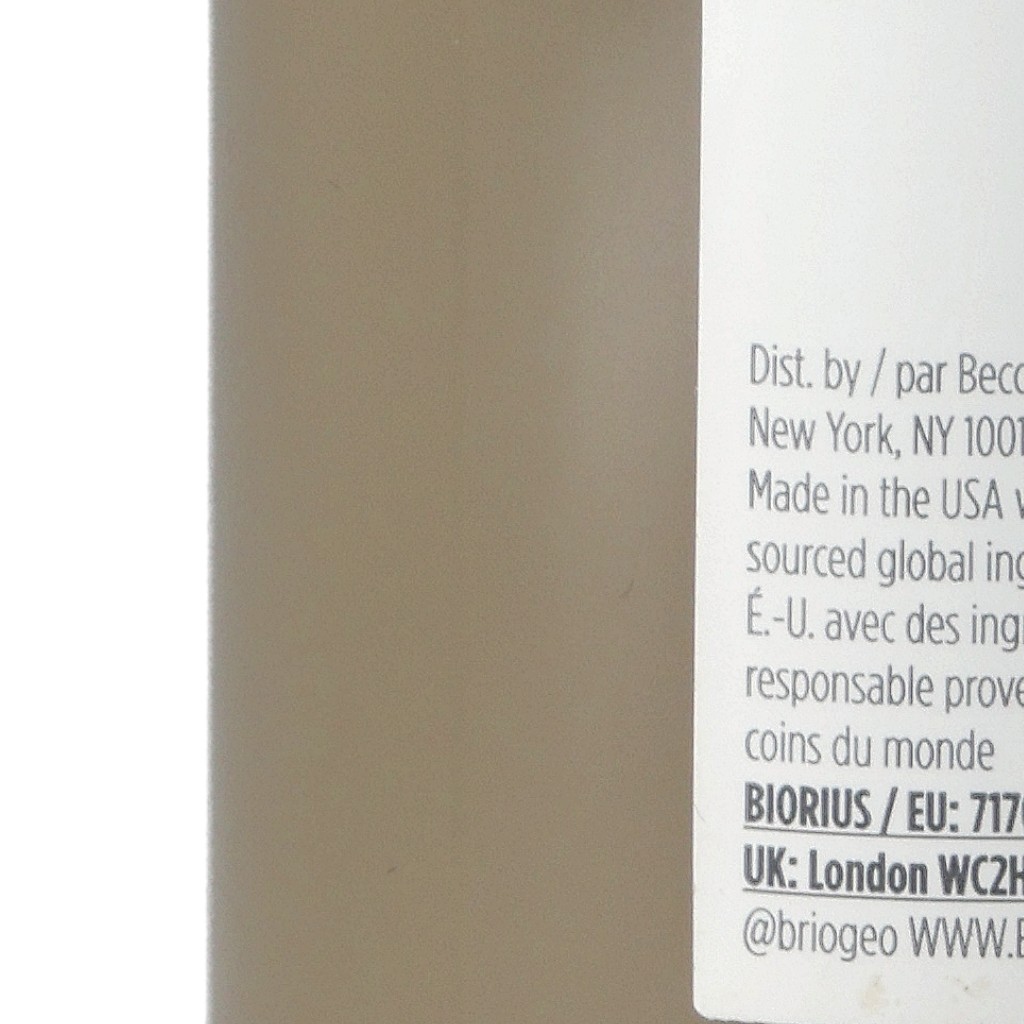 Dist. by / par Becc
New York, NY 1001
Made in the USA
sourced global ing
É.-U. avec des ing
responsable prove
coins du monde
BIORIUS / EU: 717
UK: London WC2H
@briogeo WWW.